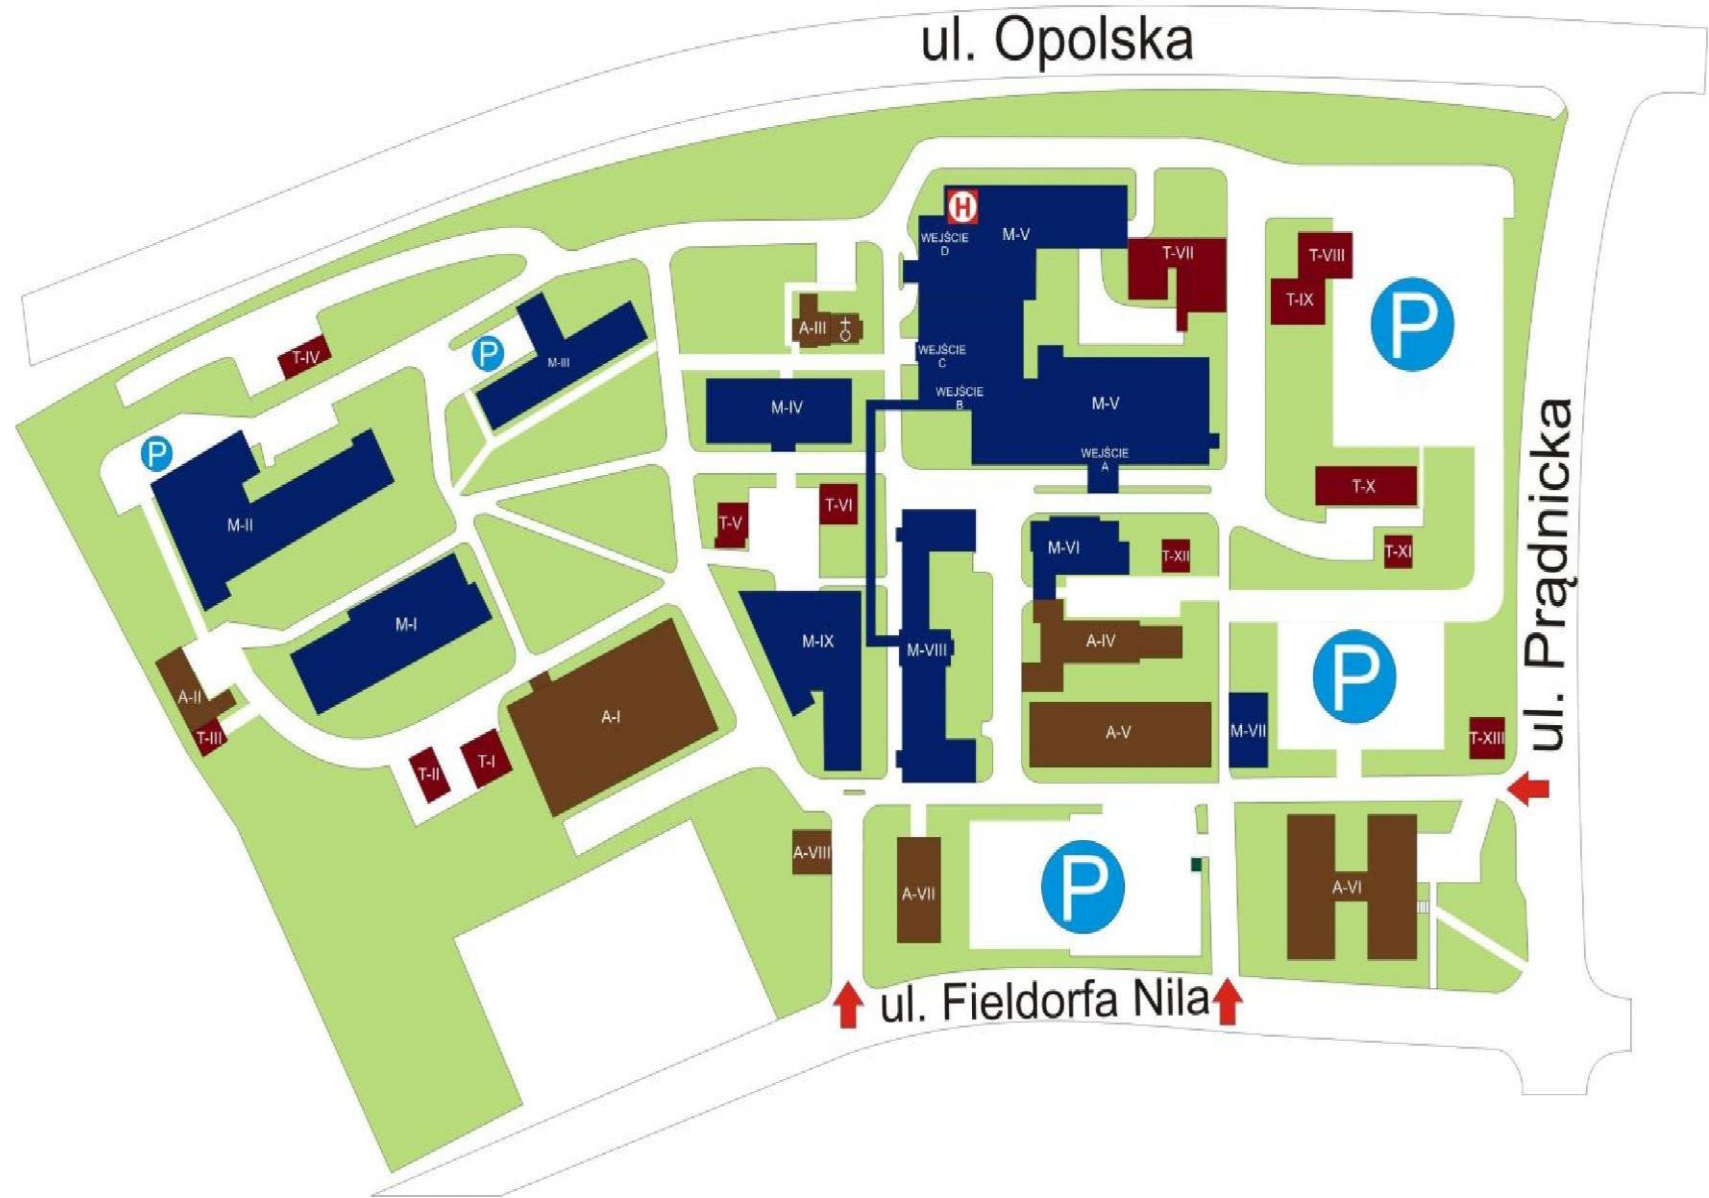 ul. Opolska
H
M-V
WEJŚCIE
D
T-VII
T-VIII
T-IX
P
A-III
T-IV
P
M-III
WEJŚCIE
C
WEJŚCIE
B
M-IV
M-V
WEJŚCIE
A
P
M-II
T-V
T-VI
T-X
M-VI
T-XII
T-XI
ul. Prądnicka
M-I
M-IX
M-VIII
A-IV
P
A-II
T-III
A-I
A-V
M-VII
T-XIII
T-II
T-I
A-VIII
A-VII
P
A-VI
ul. Fieldorfa Nila